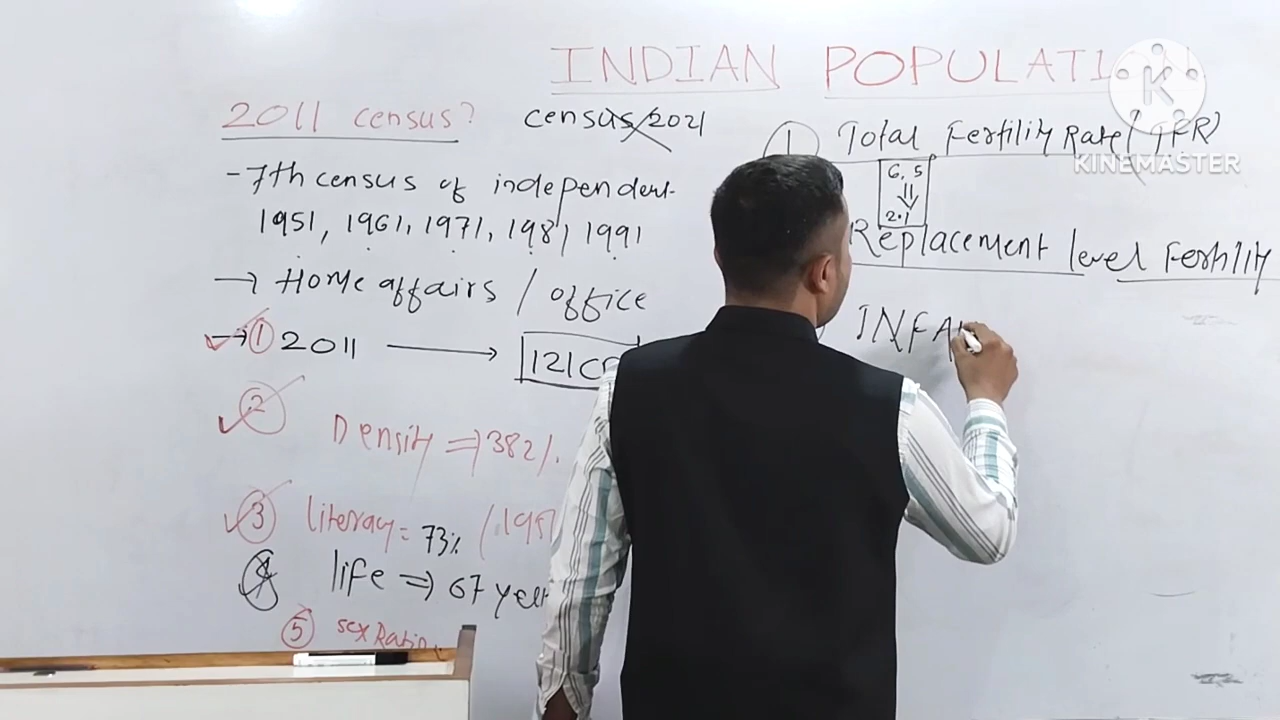 INDIAN POPULATI
2011 census? census 2021
- 7th census of independent
1951, 1961, 1971, 1981, 1991
→ Home affairs / office
→ ① 2011 → 121 C
② Density ⇒ 382/.
③ literacy = 73% / 195
④ life ⇒ 67 year
⑤ sex Ratio
① Total Fertility Rate (TFR)
6,5
⇓
2.1
Replacement level Fertility
INFA
K
KINEMASTER